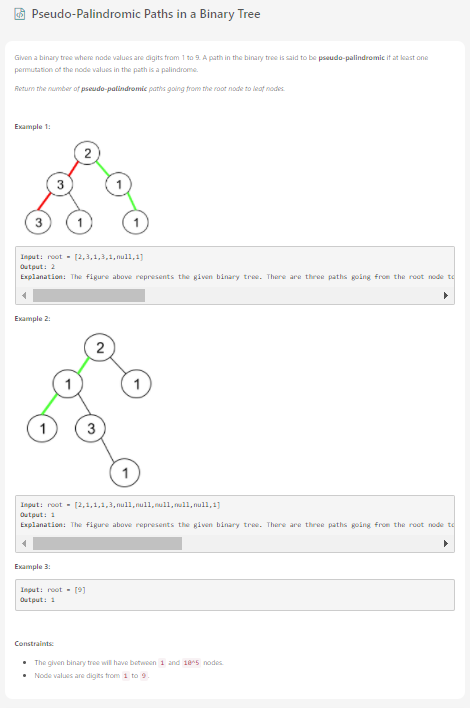 Pseudo-Palindromic Paths in a Binary Tree
Given a binary tree where node values are digits from 1 to 9. A path in the binary tree is said to be pseudo-palindromic if at least one
permutation of the node values in the path is a palindrome.
Return the number of pseudo-palindromic paths going from the root node to leaf nodes.
Example 1:
2
3 1
3 1 1
Input: root = [2,3,1,3,1,null,1]
Output: 2
Explanation: The figure above represents the given binary tree. There are three paths going from the root node to
Example 2:
2
1 1
1 3
1
Input: root = [2,1,1,1,3,null,null,null,null,null,1]
Output: 1
Explanation: The figure above represents the given binary tree. There are three paths going from the root node to
Example 3:
Input: root = [9]
Output: 1
Constraints:
• The given binary tree will have between 1 and 10^5 nodes.
• Node values are digits from 1 to 9.